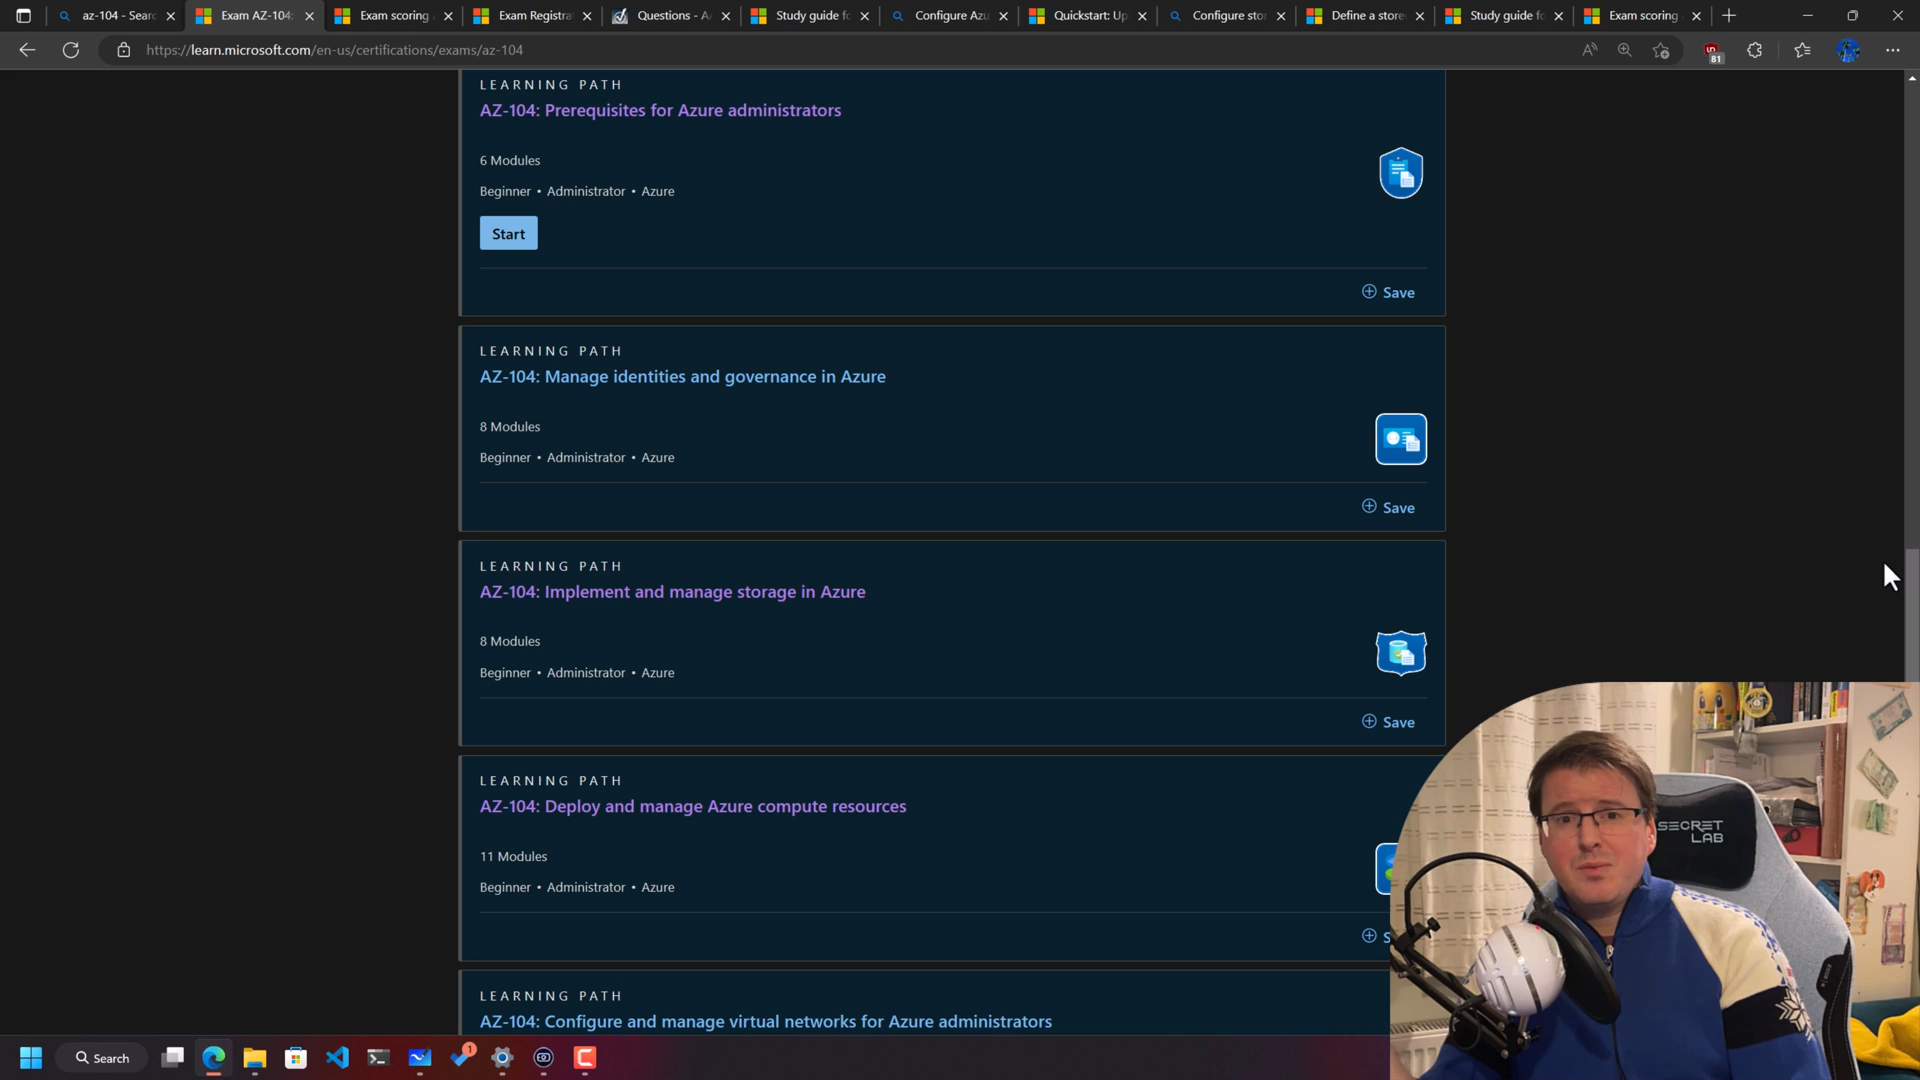 az-104 - Sear
Exam AZ-104:
Exam scoring
Exam Registra
Questions - A
Study guide fo
Configure Azu
Quickstart: Up
Configure stor
Define a store
Study guide fo
Exam scoring
https://learn.microsoft.com/en-us/certifications/exams/az-104
81
LEARNING PATH
AZ-104: Prerequisites for Azure administrators
6 Modules
Beginner • Administrator • Azure
Start
Save
LEARNING PATH
AZ-104: Manage identities and governance in Azure
8 Modules
Beginner • Administrator • Azure
Save
LEARNING PATH
AZ-104: Implement and manage storage in Azure
8 Modules
Beginner • Administrator • Azure
Save
LEARNING PATH
AZ-104: Deploy and manage Azure compute resources
11 Modules
Beginner • Administrator • Azure
S
LEARNING PATH
AZ-104: Configure and manage virtual networks for Azure administrators
SECRET
LAB
Search
1